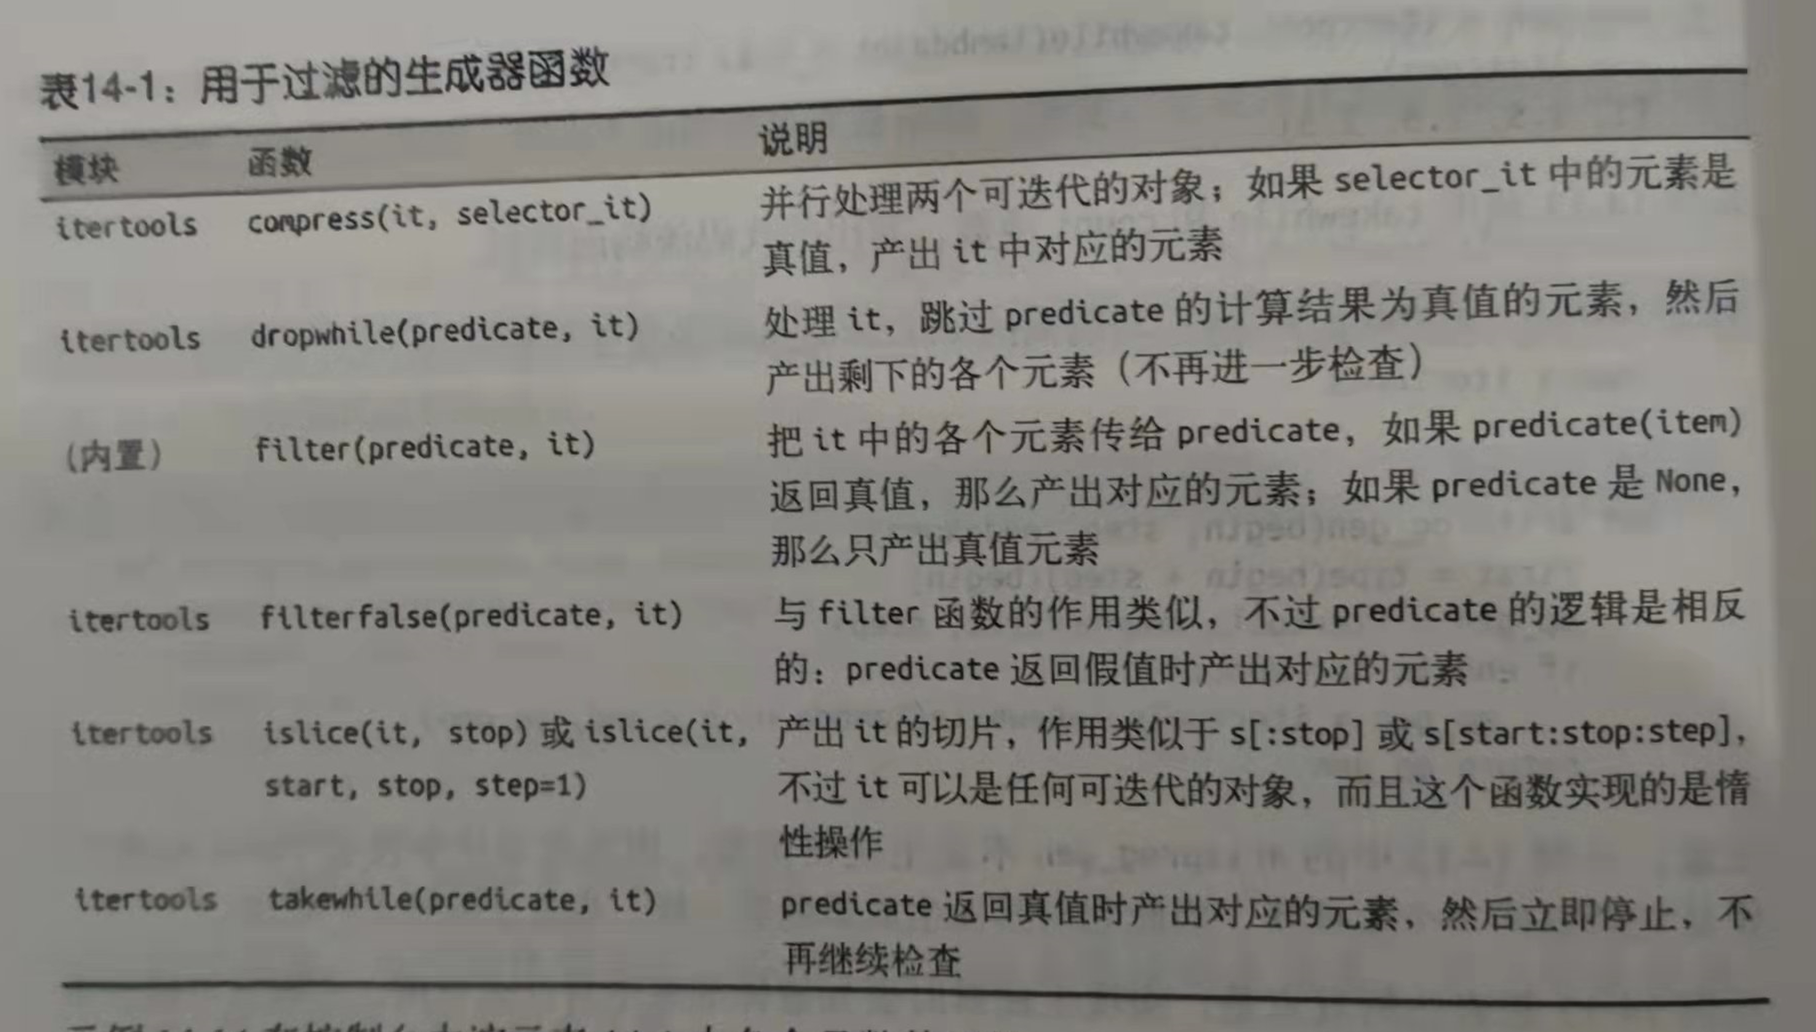 表14-1：用于过滤的生成器函数
模块 函数 说明
itertools compress(it, selector_it) 并行处理两个可迭代的对象；如果 selector_it 中的元素是
真值，产出 it 中对应的元素
itertools dropwhile(predicate, it) 处理 it，跳过 predicate 的计算结果为真值的元素，然后
产出剩下的各个元素（不再进一步检查）
（内置） filter(predicate, it) 把 it 中的各个元素传给 predicate，如果 predicate(item)
返回真值，那么产出对应的元素；如果 predicate 是 None，
那么只产出真值元素
itertools filterfalse(predicate, it) 与 filter 函数的作用类似，不过 predicate 的逻辑是相反
的：predicate 返回假值时产出对应的元素
itertools islice(it, stop) 或 islice(it, 产出 it 的切片，作用类似于 s[:stop] 或 s[start:stop:step]，
start, stop, step=1) 不过 it 可以是任何可迭代的对象，而且这个函数实现的是惰
性操作
itertools takewhile(predicate, it) predicate 返回真值时产出对应的元素，然后立即停止，不
再继续检查